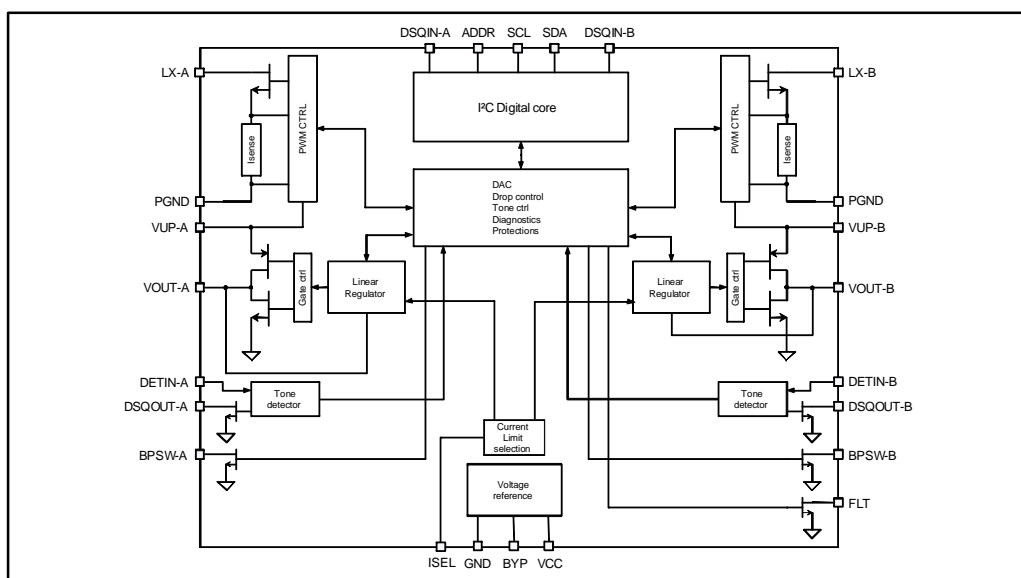 DSQIN-A ADDR SCL SDA DSQIN-B
LX-A
LX-B
I²C Digital core
PWM CTRL
PWM CTRL
Isense
Isense
PGND
PGND
DAC
Drop control
Tone ctrl
Diagnostics
Protections
VUP-A
VUP-B
Gate ctrl
Linear
Regulator
Linear
Regulator
Gate ctrl
VOUT-A
VOUT-B
DETIN-A
DETIN-B
Tone
detector
Tone
detector
DSQOUT-A
DSQOUT-B
Current
Limit
selection
BPSW-A
BPSW-B
Voltage
reference
FLT
ISEL GND BYP VCC